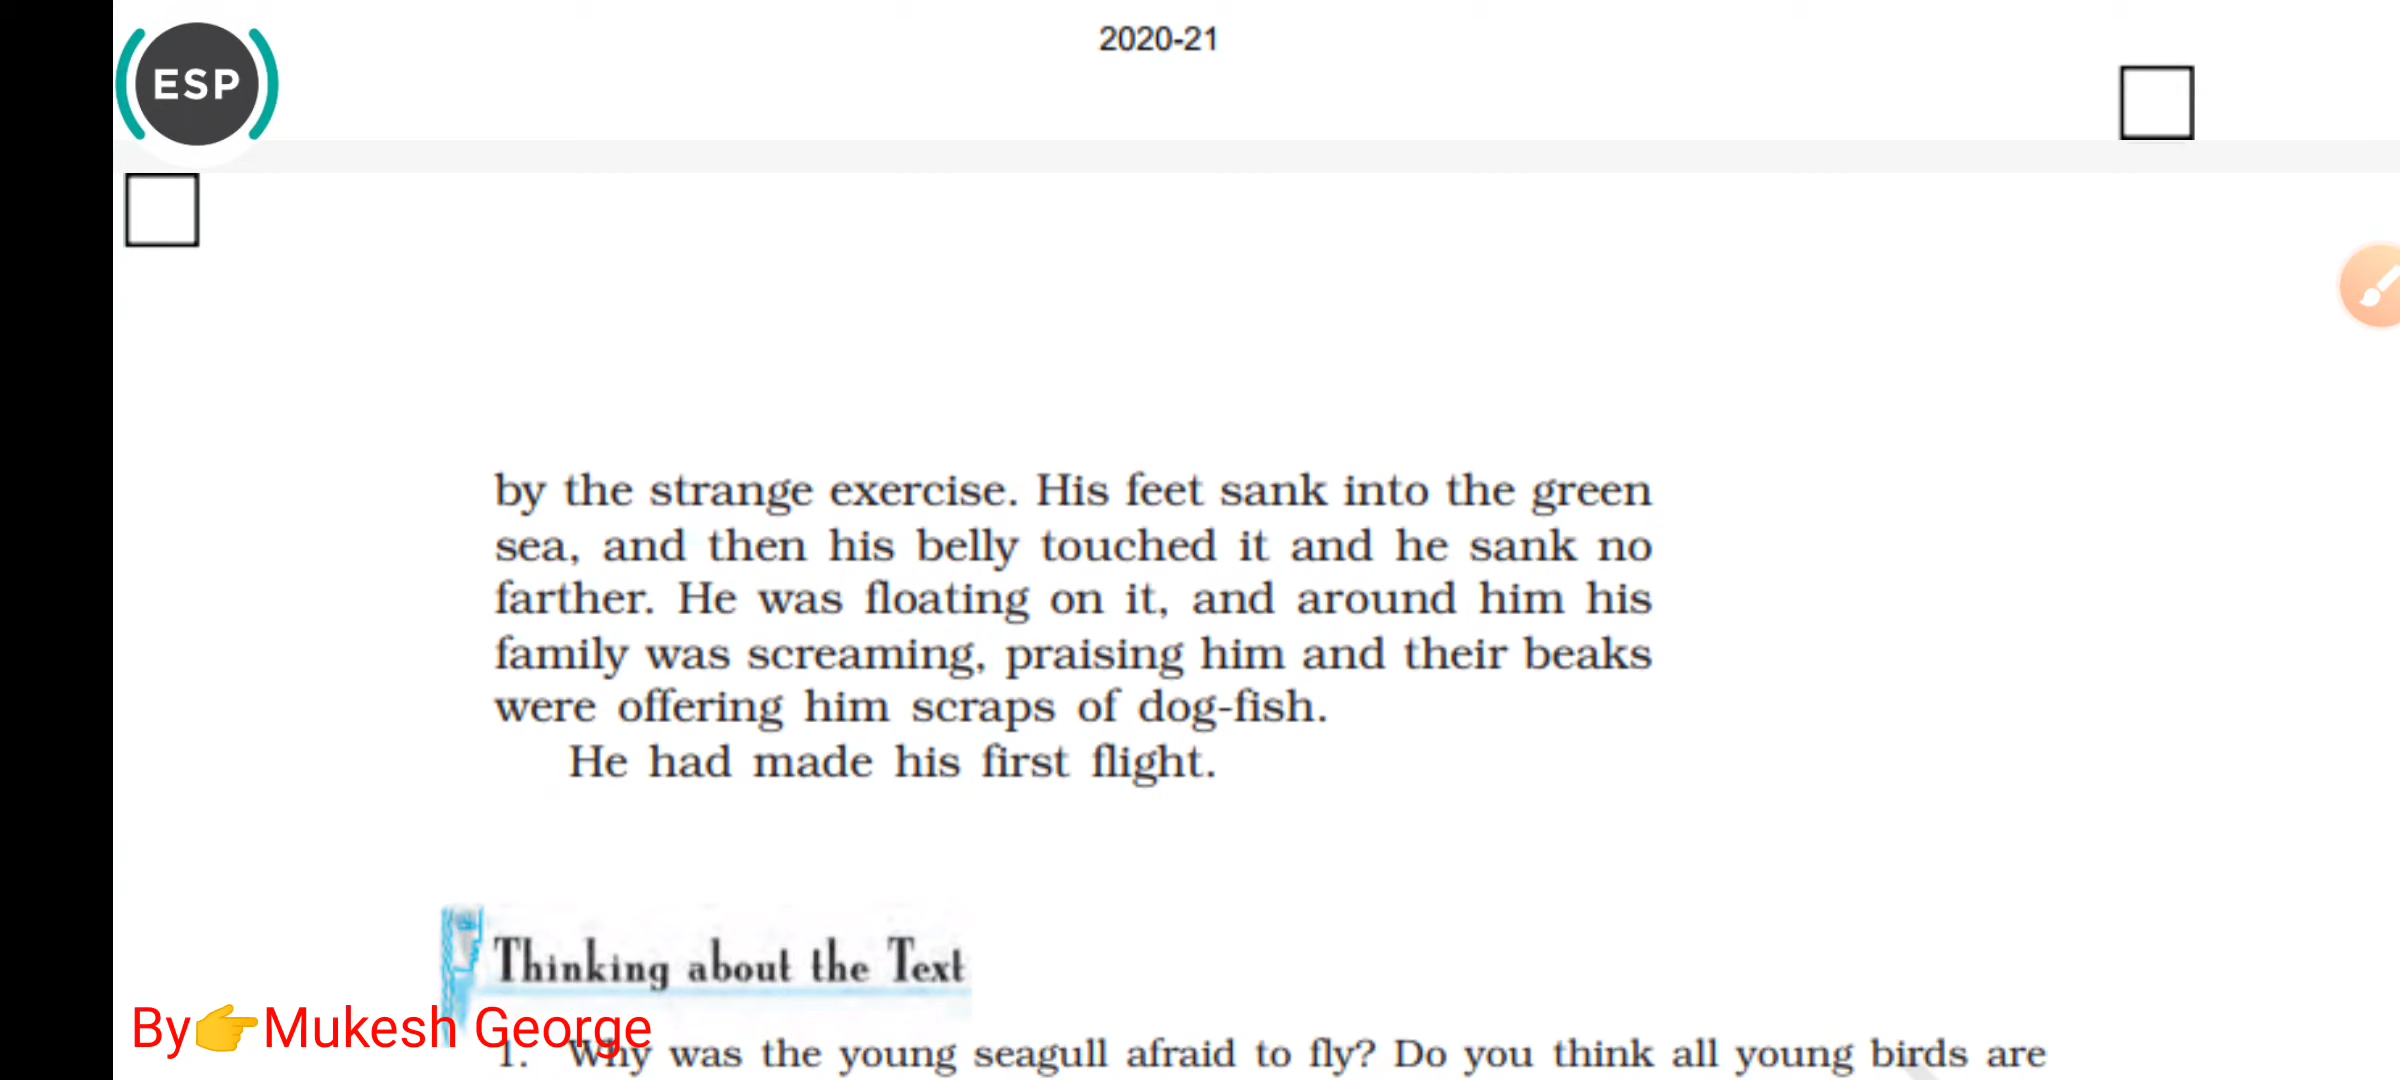 2020-21
ESP
by the strange exercise. His feet sank into the green
sea, and then his belly touched it and he sank no
farther. He was floating on it, and around him his
family was screaming, praising him and their beaks
were offering him scraps of dog-fish.
He had made his first flight.
Thinking about the Text
By👉Mukesh George
1. Why was the young seagull afraid to fly? Do you think all young birds are